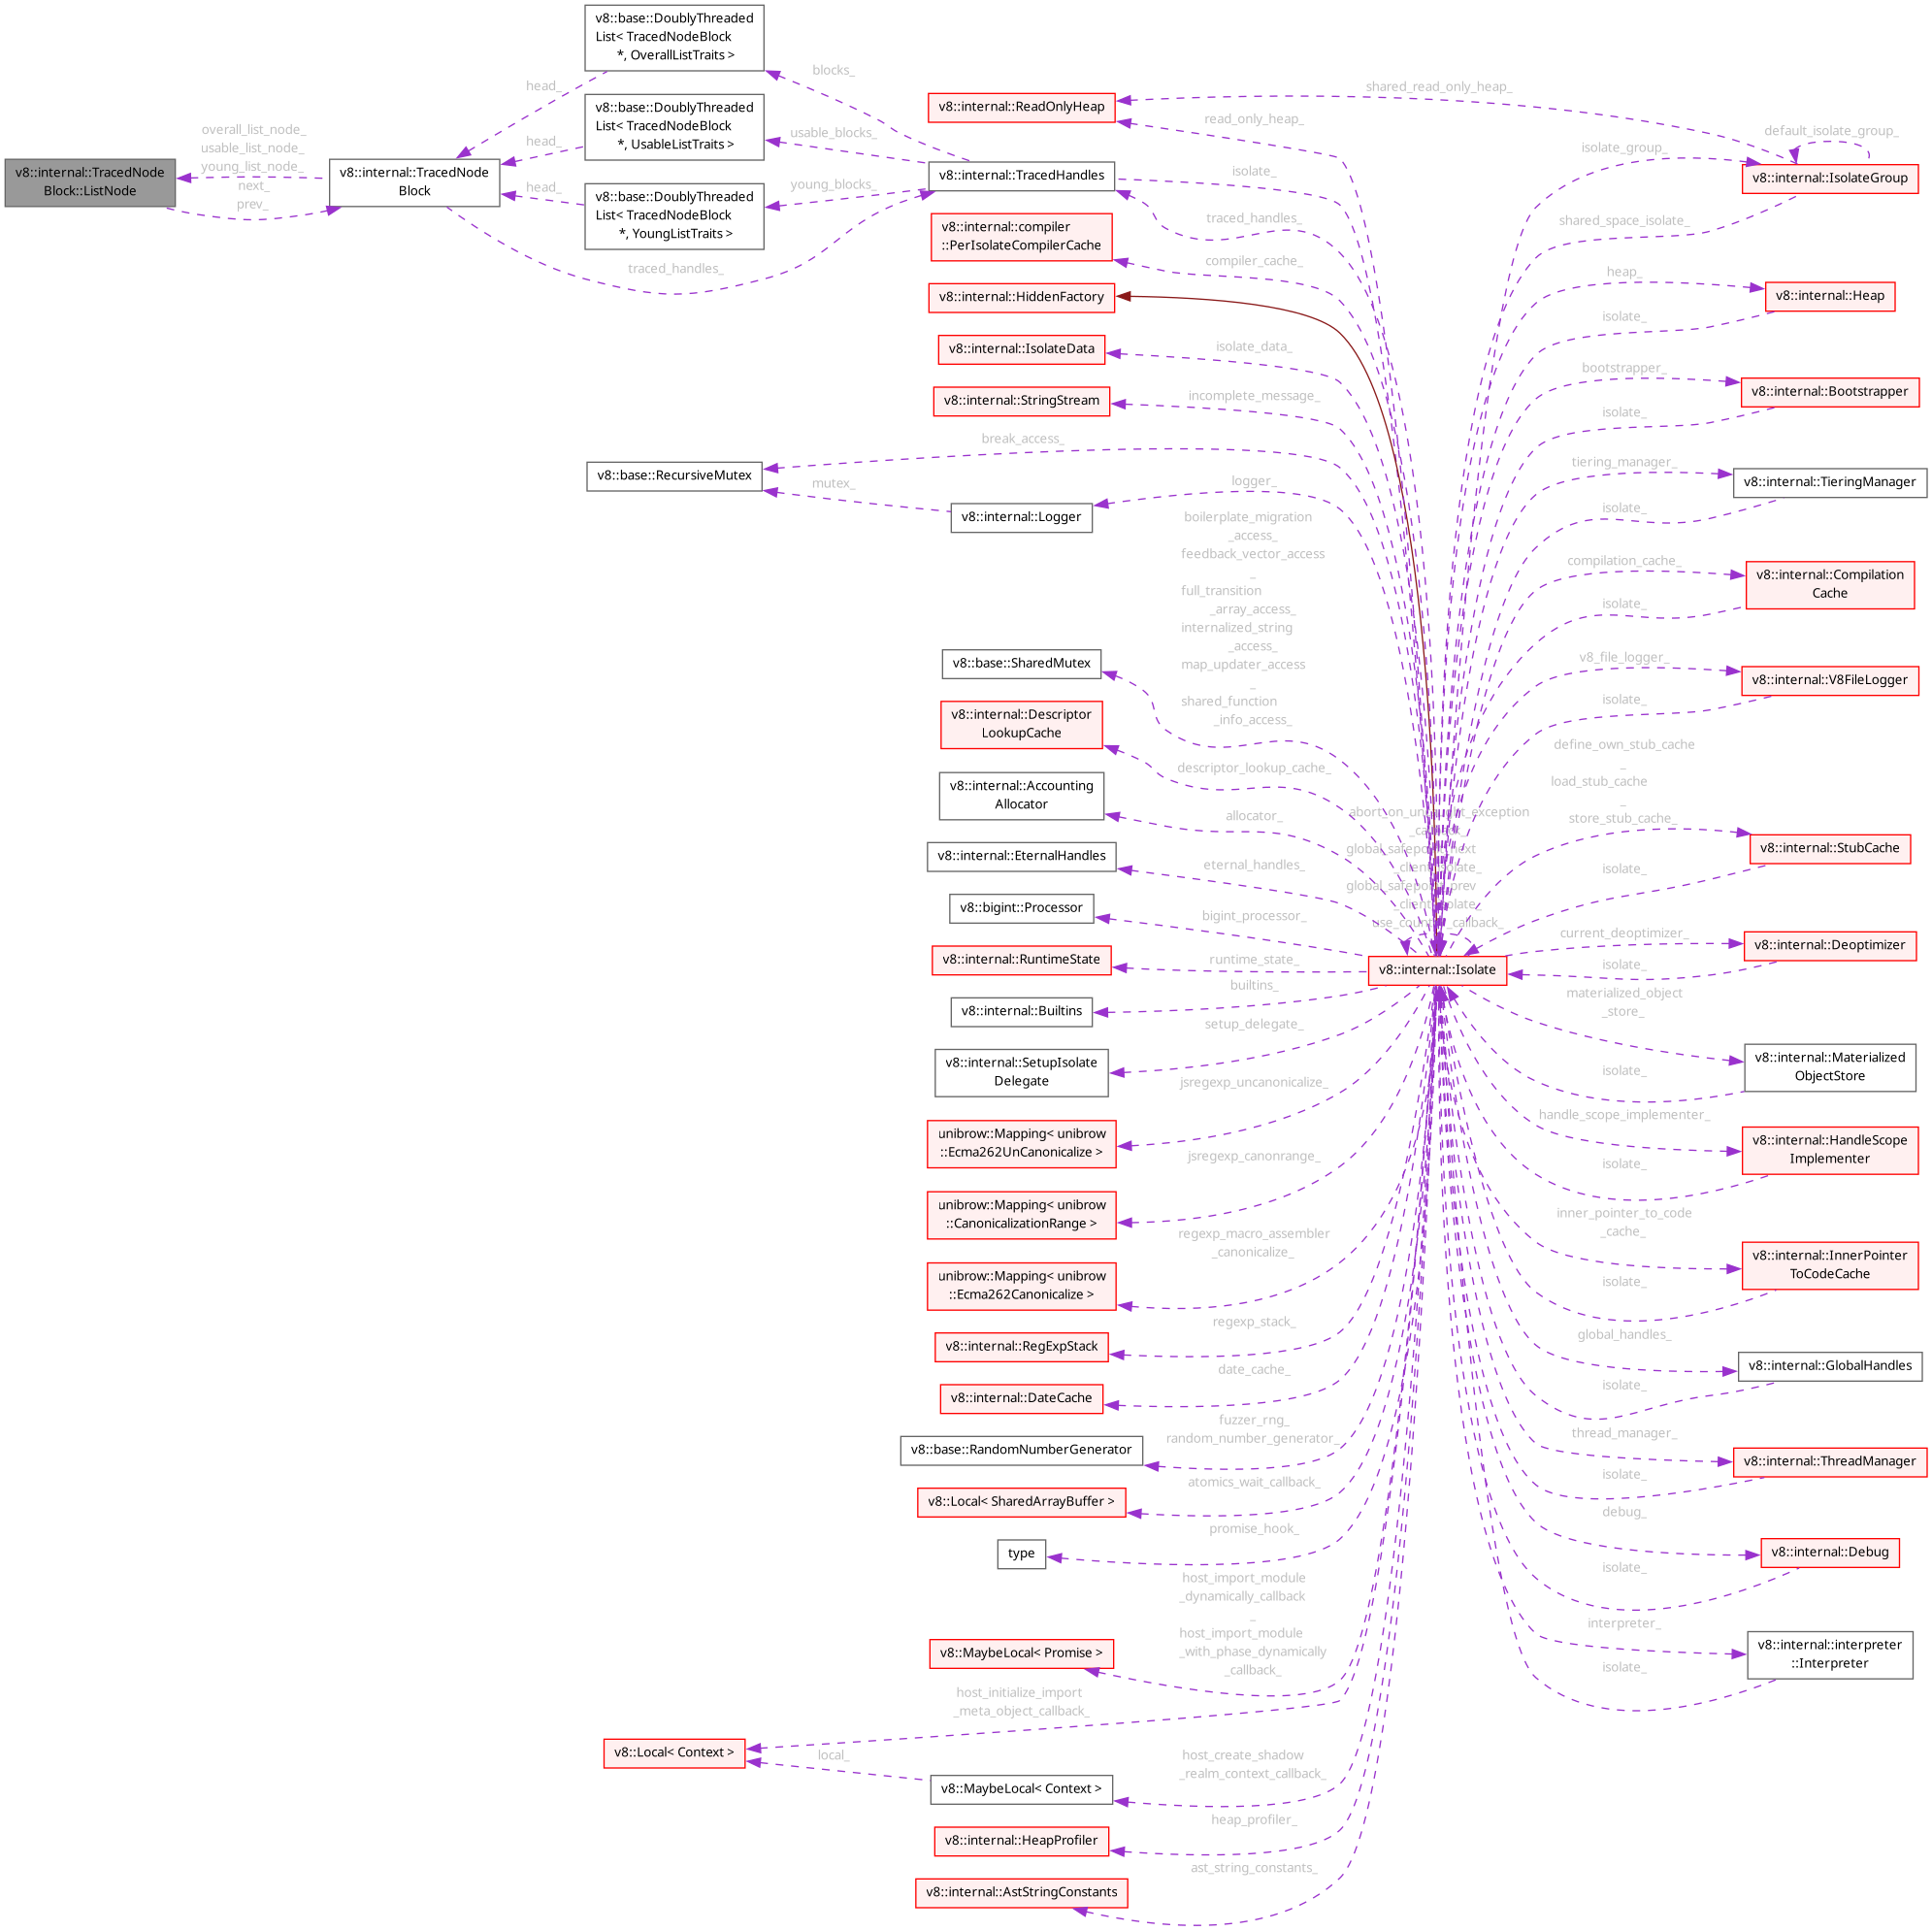 v8::base::DoublyThreaded
List< TracedNodeBlock
*, OverallListTraits >
v8::base::DoublyThreaded
List< TracedNodeBlock
*, UsableListTraits >
v8::base::DoublyThreaded
List< TracedNodeBlock
*, YoungListTraits >
head_
head_
head_
overall_list_node_
usable_list_node_
young_list_node_
next_
prev_
v8::internal::TracedNode
Block::ListNode
v8::internal::TracedNode
Block
blocks_
usable_blocks_
young_blocks_
traced_handles_
v8::internal::ReadOnlyHeap
v8::internal::TracedHandles
v8::internal::compiler
::PerIsolateCompilerCache
v8::internal::HiddenFactory
v8::internal::IsolateData
v8::internal::StringStream
v8::base::RecursiveMutex
v8::internal::Logger
v8::base::SharedMutex
v8::internal::Descriptor
LookupCache
v8::internal::Accounting
Allocator
v8::internal::EternalHandles
v8::bigint::Processor
v8::internal::RuntimeState
v8::internal::Builtins
v8::internal::SetupIsolate
Delegate
unibrow::Mapping< unibrow
::Ecma262UnCanonicalize >
unibrow::Mapping< unibrow
::CanonicalizationRange >
unibrow::Mapping< unibrow
::Ecma262Canonicalize >
v8::internal::RegExpStack
v8::internal::DateCache
v8::base::RandomNumberGenerator
v8::Local< SharedArrayBuffer >
type
v8::MaybeLocal< Promise >
v8::Local< Context >
v8::MaybeLocal< Context >
v8::internal::HeapProfiler
v8::internal::AstStringConstants
shared_read_only_heap_
read_only_heap_
isolate_
traced_handles_
compiler_cache_
isolate_data_
incomplete_message_
break_access_
mutex_
logger_
boilerplate_migration
_access_
feedback_vector_access
_
full_transition
_array_access_
internalized_string
_access_
map_updater_access
_
shared_function
_info_access_
descriptor_lookup_cache_
allocator_
eternal_handles_
bigint_processor_
runtime_state_
builtins_
setup_delegate_
jsregexp_uncanonicalize_
jsregexp_canonrange_
regexp_macro_assembler
_canonicalize_
regexp_stack_
date_cache_
fuzzer_rng_
random_number_generator_
atomics_wait_callback_
promise_hook_
host_import_module
_dynamically_callback
_
host_import_module
_with_phase_dynamically
_callback_
host_initialize_import
_meta_object_callback_
local_
host_create_shadow
_realm_context_callback_
heap_profiler_
ast_string_constants_
abort_on_uncaught_exception
_callback_
global_safepoint_next
_client_isolate_
global_safepoint_prev
_client_isolate_
use_counter_callback_
v8::internal::Isolate
default_isolate_group_
isolate_group_
v8::internal::IsolateGroup
shared_space_isolate_
heap_
v8::internal::Heap
isolate_
bootstrapper_
v8::internal::Bootstrapper
isolate_
tiering_manager_
v8::internal::TieringManager
isolate_
compilation_cache_
v8::internal::Compilation
Cache
isolate_
v8_file_logger_
v8::internal::V8FileLogger
isolate_
define_own_stub_cache
_
load_stub_cache
_
store_stub_cache_
v8::internal::StubCache
isolate_
current_deoptimizer_
v8::internal::Deoptimizer
isolate_
materialized_object
_store_
v8::internal::Materialized
ObjectStore
isolate_
handle_scope_implementer_
v8::internal::HandleScope
Implementer
isolate_
inner_pointer_to_code
_cache_
v8::internal::InnerPointer
ToCodeCache
isolate_
global_handles_
v8::internal::GlobalHandles
isolate_
thread_manager_
v8::internal::ThreadManager
isolate_
debug_
v8::internal::Debug
isolate_
interpreter_
v8::internal::interpreter
::Interpreter
isolate_